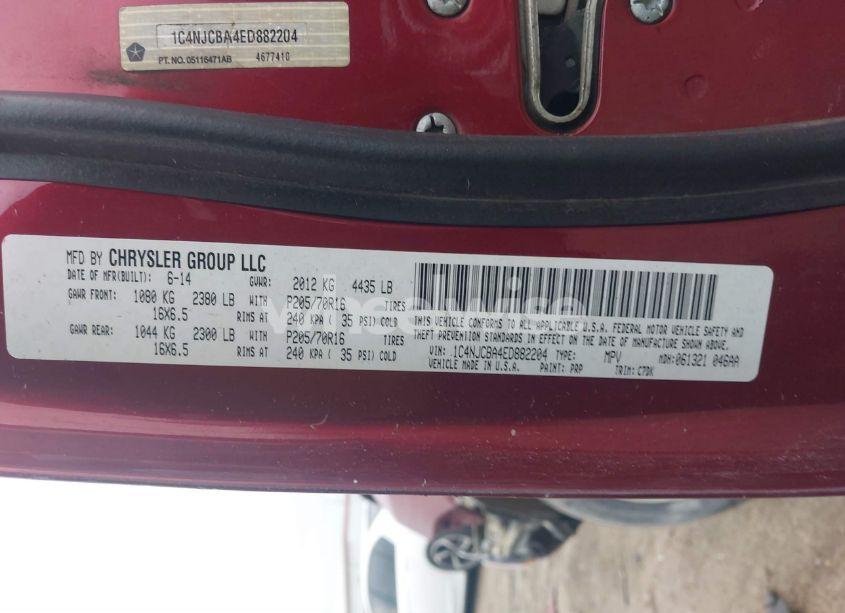 1C4NJCBA4ED882204
PT. NO. 05116471AB 4677410
MFD BY CHRYSLER GROUP LLC
DATE OF MFR(BUILT): 6-14 GVWR: 2012 KG 4435 LB
GAWR FRONT: 1080 KG 2380 LB WITH P205/70R16 TIRES
16X6.5 RIMS AT 240 KPA ( 35 PSI) COLD
GAWR REAR: 1044 KG 2300 LB WITH P205/70R16 TIRES
16X6.5 RIMS AT 240 KPA ( 35 PSI) COLD
THIS VEHICLE CONFORMS TO ALL APPLICABLE U.S.A. FEDERAL MOTOR VEHICLE SAFETY AND
THEFT PREVENTION STANDARDS IN EFFECT ON THE DATE OF MANUFACTURE SHOWN ABOVE.
VIN: 1C4NJCBA4ED882204 TYPE: MPV MDH: 061321 046AA
VEHICLE MADE IN U.S.A. PAINT: PRP TRIM: C7DK